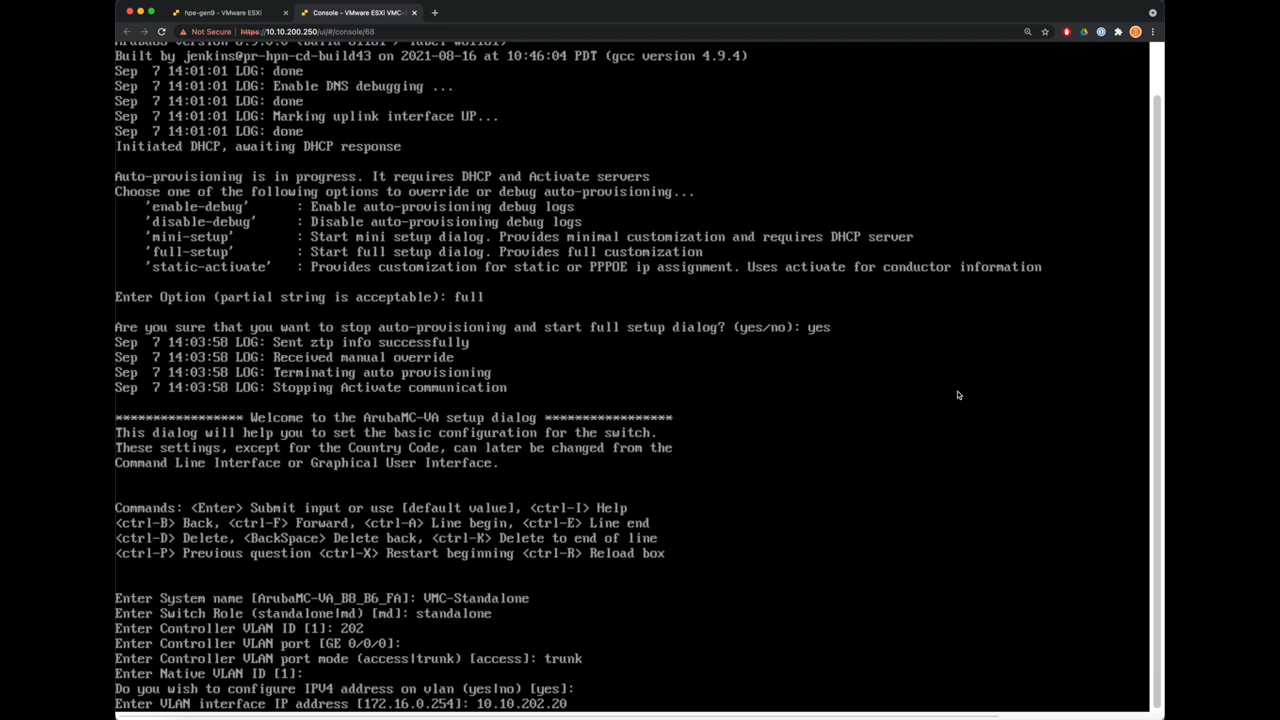 hpe-gen9 - VMware ESXi
Console - VMware ESXi VMC-S
Not Secure
https://10.10.200.250/ui/#/console/68
Built by jenkins@pr-hpn-cd-build43 on 2021-08-16 at 10:46:04 PDT (gcc version 4.9.4)
Sep  7 14:01:01 LOG: done
Sep  7 14:01:01 LOG: Enable DNS debugging ...
Sep  7 14:01:01 LOG: done
Sep  7 14:01:01 LOG: Marking uplink interface UP...
Sep  7 14:01:01 LOG: done
Initiated DHCP, awaiting DHCP response
Auto-provisioning is in progress. It requires DHCP and Activate servers
Choose one of the following options to override or debug auto-provisioning...
'enable-debug' : Enable auto-provisioning debug logs
'disable-debug' : Disable auto-provisioning debug logs
'mini-setup' : Start mini setup dialog. Provides minimal customization and requires DHCP server
'full-setup' : Start full setup dialog. Provides full customization
'static-activate' : Provides customization for static or PPPOE ip assignment. Uses activate for conductor information
Enter Option (partial string is acceptable): full
Are you sure that you want to stop auto-provisioning and start full setup dialog? (yes/no): yes
Sep  7 14:03:58 LOG: Sent ztp info successfully
Sep  7 14:03:58 LOG: Received manual override
Sep  7 14:03:58 LOG: Terminating auto provisioning
Sep  7 14:03:58 LOG: Stopping Activate communication
***************** Welcome to the ArubaMC-VA setup dialog *****************
This dialog will help you to set the basic configuration for the switch.
These settings, except for the Country Code, can later be changed from the
Command Line Interface or Graphical User Interface.
Commands: <Enter> Submit input or use [default value], <ctrl-I> Help
<ctrl-B> Back, <ctrl-F> Forward, <ctrl-A> Line begin, <ctrl-E> Line end
<ctrl-D> Delete, <BackSpace> Delete back, <ctrl-K> Delete to end of line
<ctrl-P> Previous question <ctrl-X> Restart beginning <ctrl-R> Reload box
Enter System name [ArubaMC-VA_B8_B6_FA]: VMC-Standalone
Enter Switch Role (standalone|md) [md]: standalone
Enter Controller VLAN ID [1]: 202
Enter Controller VLAN port [GE 0/0/0]:
Enter Controller VLAN port mode (access|trunk) [access]: trunk
Enter Native VLAN ID [1]:
Do you wish to configure IPV4 address on vlan (yes|no) [yes]:
Enter VLAN interface IP address [172.16.0.254]: 10.10.202.20